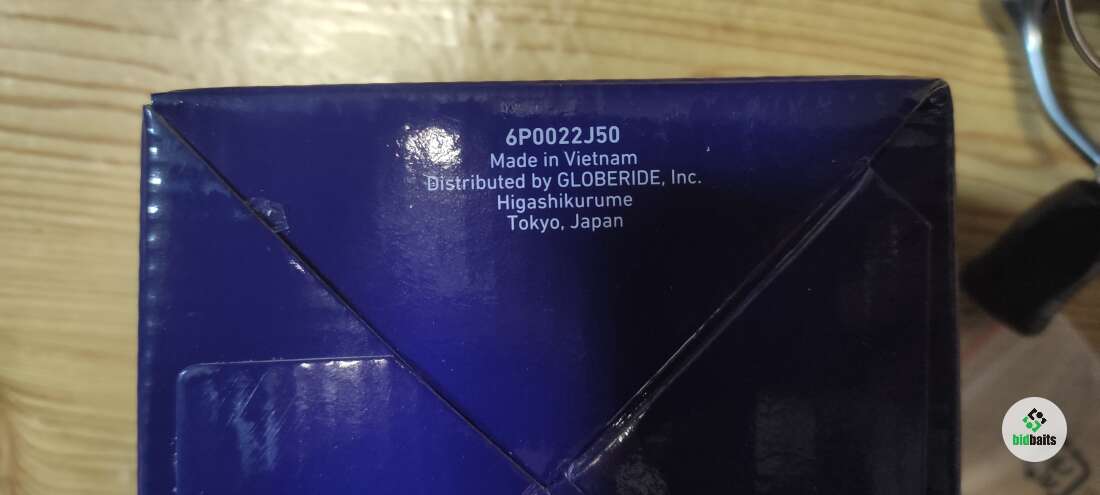 6P0022J50
Made in Vietnam
Distributed by GLOBERIDE, Inc.
Higashikurume
Tokyo, Japan
bidbaits